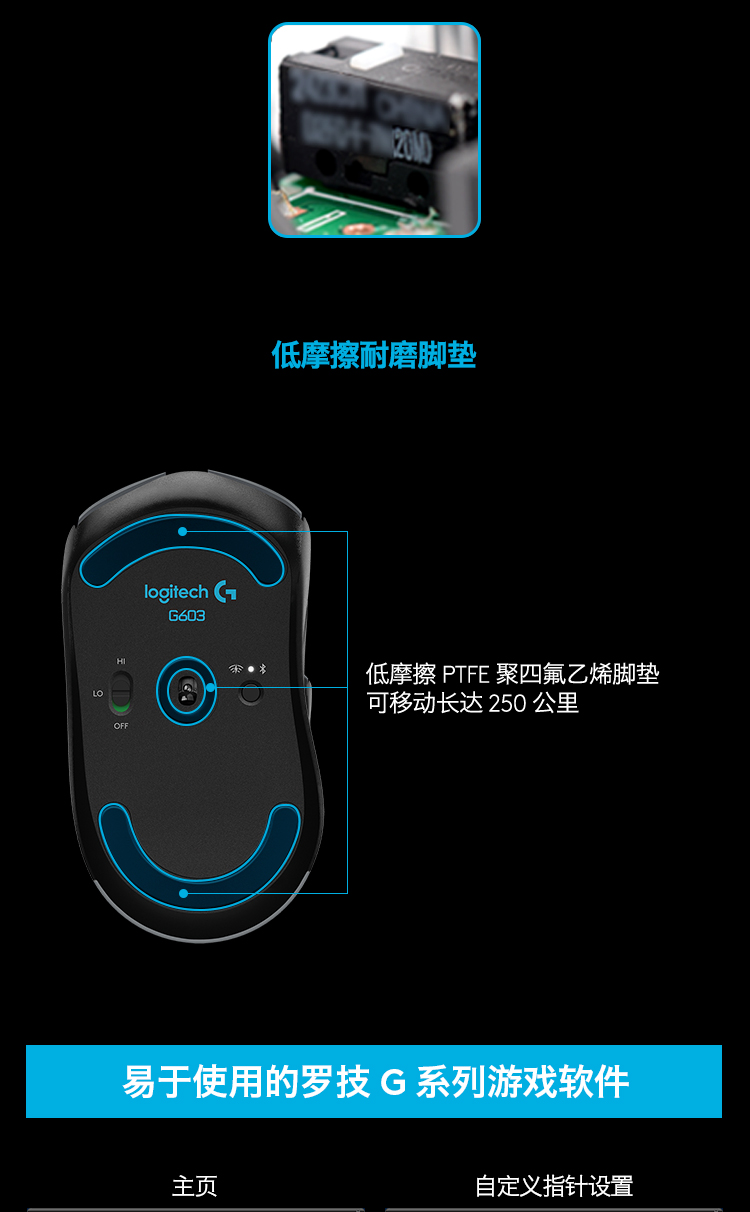 (20M)
低摩擦耐磨脚垫
logitech G
G603
HI
LO
OFF
低摩擦 PTFE 聚四氟乙烯脚垫
可移动长达 250 公里
易于使用的罗技 G 系列游戏软件
主页
自定义指针设置